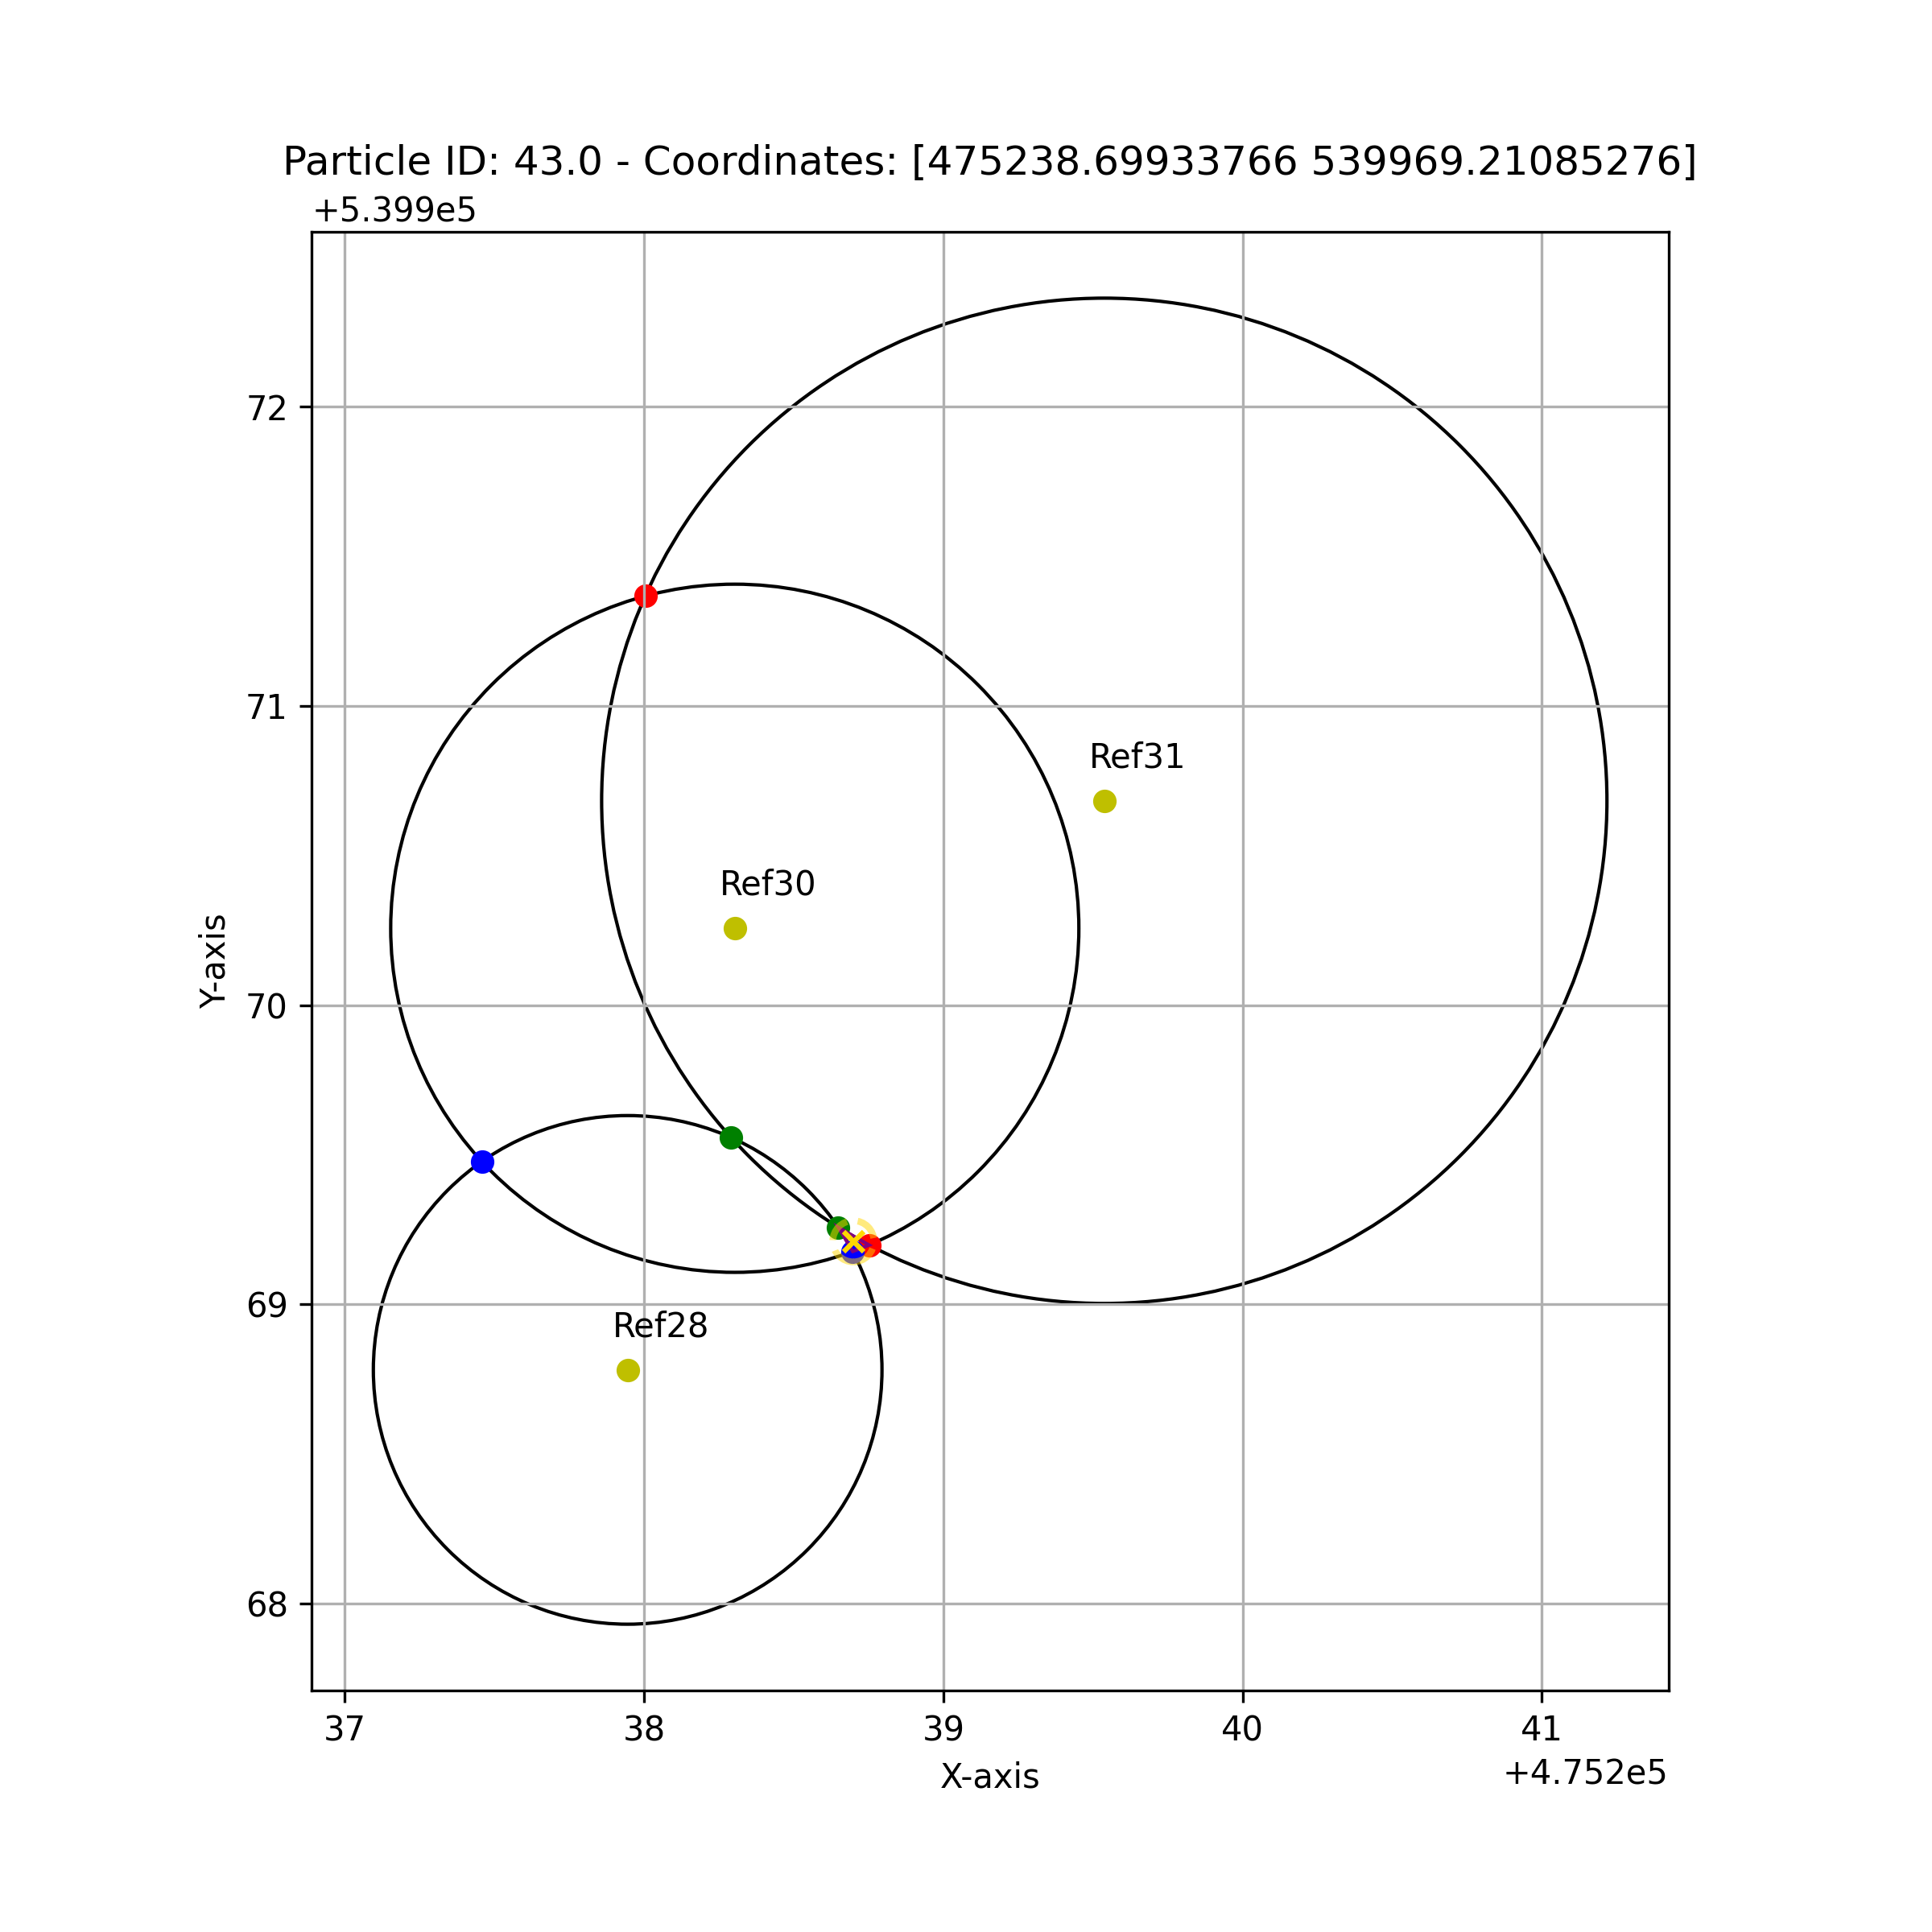 Particle ID: 43.0 - Coordinates: [475238.69933766 539969.21085276]
+5.399e5
72
71
Ref31
Ref30
Y-axis
70
69
Ref28
68
37 38 39 40 41
X-axis
+4.752e5